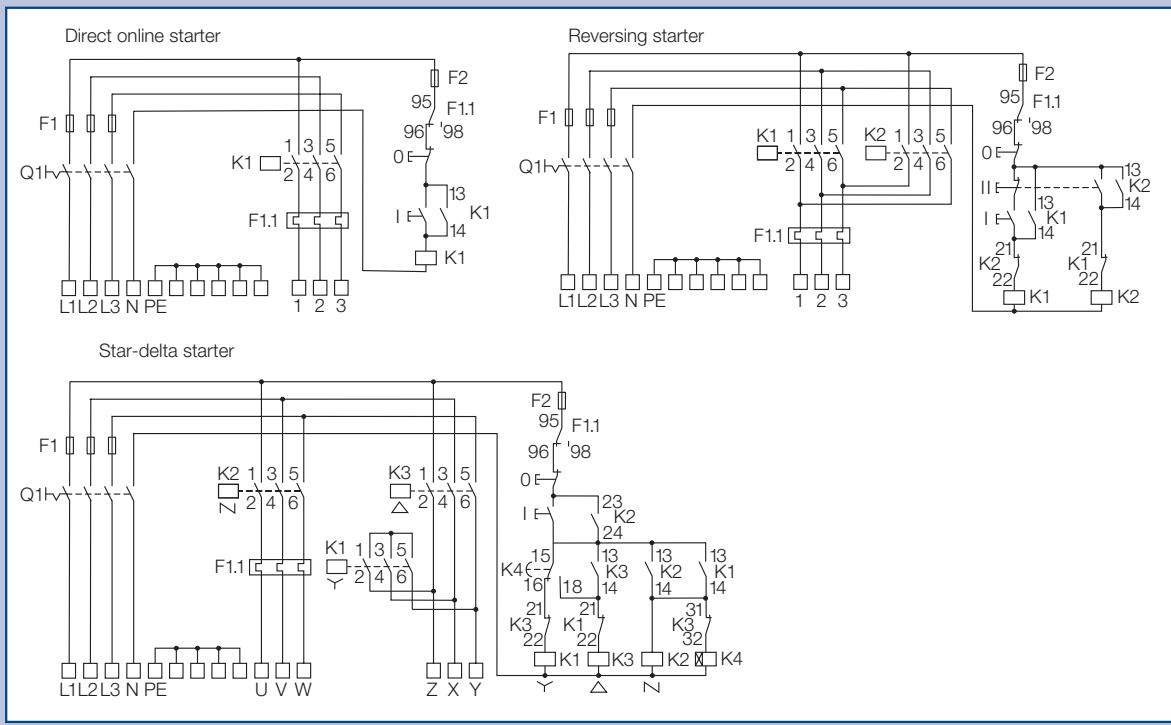 Direct online starter
F2
95
F1.1
F1
96 '98
1 3 5
0
K1
Q1
2 4 6
13
F1.1
I
K1
14
K1
L1 L2 L3 N PE
1 2 3
Reversing starter
F2
95
F1.1
F1
96 '98
K1 1 3 5
K2 1 3 5
0
Q1
2 4 6
2 4 6
13
II
K2
13
14
I
K1
F1.1
14
21
21
K2
K1
22
22
K1
K2
L1 L2 L3 N PE
1 2 3
Star-delta starter
F2
95
F1.1
F1
96 '98
K2 1 3 5
K3 1 3 5
0
Q1
2 4 6
2 4 6
23
I
K2
24
K1 1 3 5
15
13
13
13
F1.1
K4
K3
K2
K1
2 4 6
16
18
14
14
14
21
21
31
K3
K1
K3
22
22
32
K1
K3
K2
K4
L1 L2 L3 N PE
U V W
Z X Y